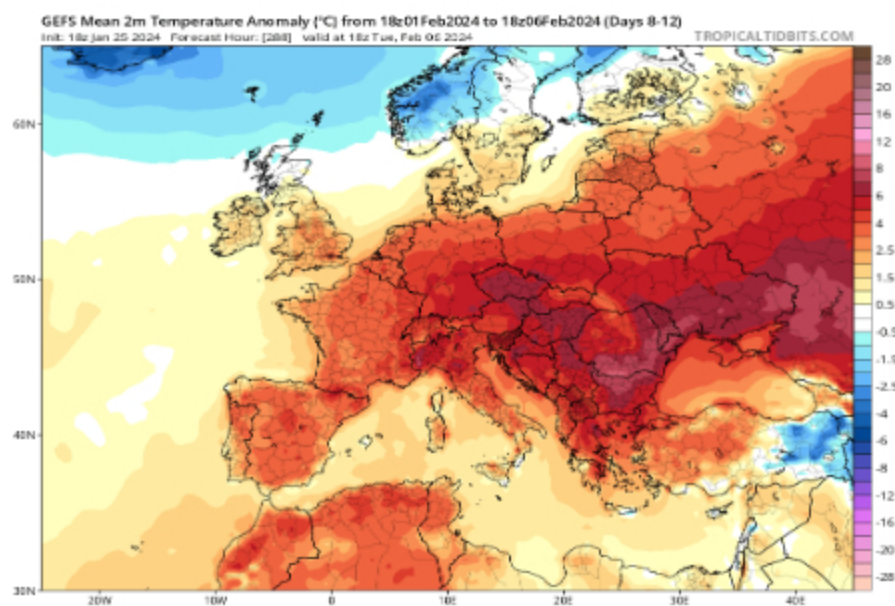 GEFS Mean 2m Temperature Anomaly (°C) from 18z01Feb2024 to 18z06Feb2024 (Days 8-12)
Init: 18z Jan 25 2024 Forecast Hour: [288] valid at 18z Tue, Feb 06 2024
TROPICALTIDBITS.COM
60N
50N
40N
30N
20W
10W
0
10E
20E
30E
40E
28
20
16
12
8
6
4
2.5
1.5
0.5
-0.5
-1.5
-2.5
-4
-6
-8
-12
-16
-20
-28